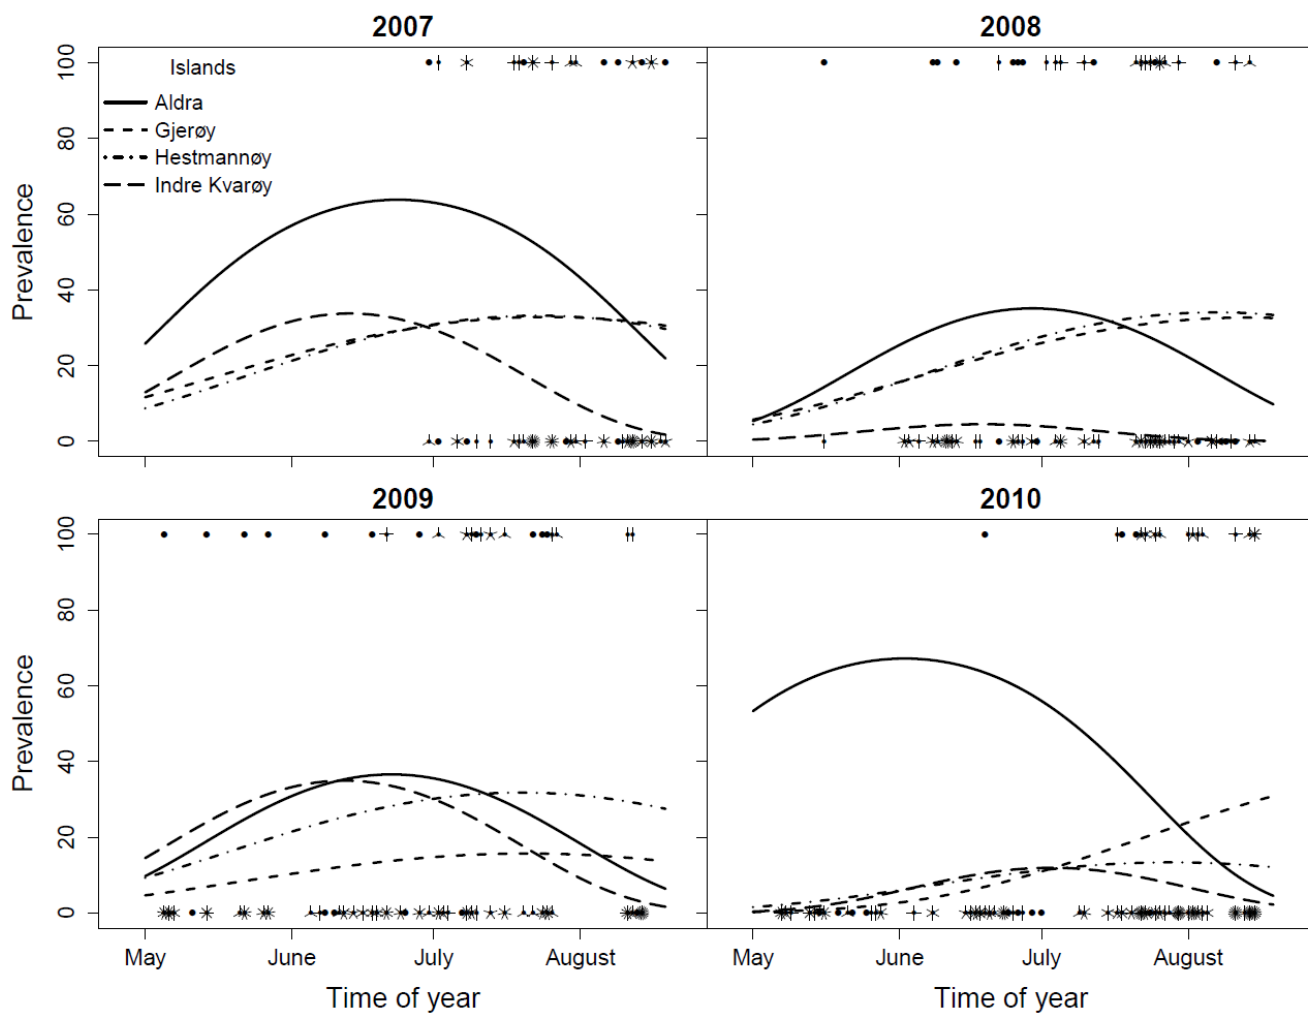 2007
2008
Prevalence
100
80
60
40
20
0
Islands
Aldra
Gjerøy
Hestmannøy
Indre Kvarøy
2009
2010
Prevalence
100
80
60
40
20
0
May
June
July
August
May
June
July
August
Time of year
Time of year